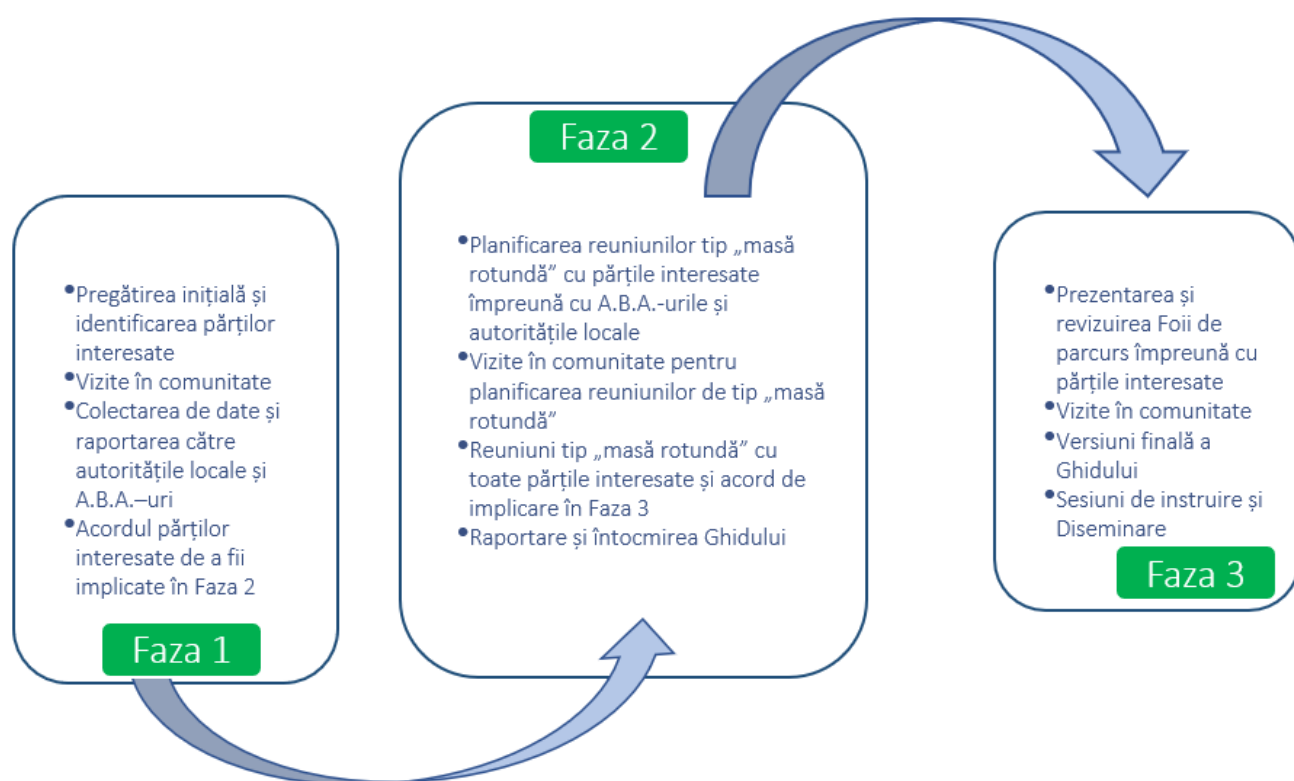 Pregătirea inițială și
identificarea părților
interesate
Vizite în comunitate
Colectarea de date și
raportarea către
autoritățile locale și
A.B.A.–uri
Acordul părților
interesate de a fii
implicate în Faza 2
Faza 1
Faza 2
Planificarea reuniunilor tip „masă
rotundă” cu părțile interesate
împreună cu A.B.A.-urile și
autoritățile locale
Vizite în comunitate pentru
planificarea reuniunilor de tip „masă
rotundă”
Reuniuni tip „masă rotundă” cu
toate părțile interesate și acord de
implicare în Faza 3
Raportare și întocmirea Ghidului
Prezentarea și
revizuirea Foii de
parcurs împreună cu
părțile interesate
Vizite în comunitate
Versiuni finală a
Ghidului
Sesiuni de instruire și
Diseminare
Faza 3